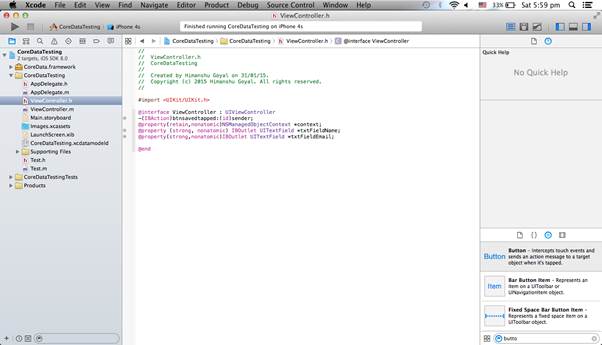 Xcode File Edit View Find Navigate Editor Product Debug Source Control Window Help 33% Sat 5:59 pm
ViewController.h
CoreDataTesting iPhone 4s
Finished running CoreDataTesting on iPhone 4s
CoreDataTesting
2 targets, iOS SDK 8.0
CoreData.framework
CoreDataTesting
AppDelegate.h
AppDelegate.m
ViewController.h
ViewController.m
Main.storyboard
Images.xcassets
LaunchScreen.xib
CoreDataTesting.xcdatamodeld
Supporting Files
Test.h
Test.m
CoreDataTestingTests
Products
CoreDataTesting CoreDataTesting ViewController.h @interface ViewController
//
// ViewController.h
// CoreDataTesting
//
// Created by Himanshu Goyal on 31/01/15.
// Copyright (c) 2015 Himanshu Goyal. All rights reserved.
//
#import <UIKit/UIKit.h>
@interface ViewController : UIViewController
-(IBAction)btnsavedtapped:(id)sender;
@property(retain,nonatomic)NSManagedObjectContext *context;
@property (strong, nonatomic) IBOutlet UITextField *txtFieldName;
@property (strong,nonatomic)IBOutlet UITextField *txtFieldEmail;
@end
Quick Help
No Quick Help
Button
Button - Intercepts touch events and
sends an action message to a target
object when it's tapped.
Item
Bar Button Item - Represents an
item on a UIToolbar or
UINavigationItem object.
Fixed Space Bar Button Item -
Represents a fixed space item on a
UIToolbar object.
butto